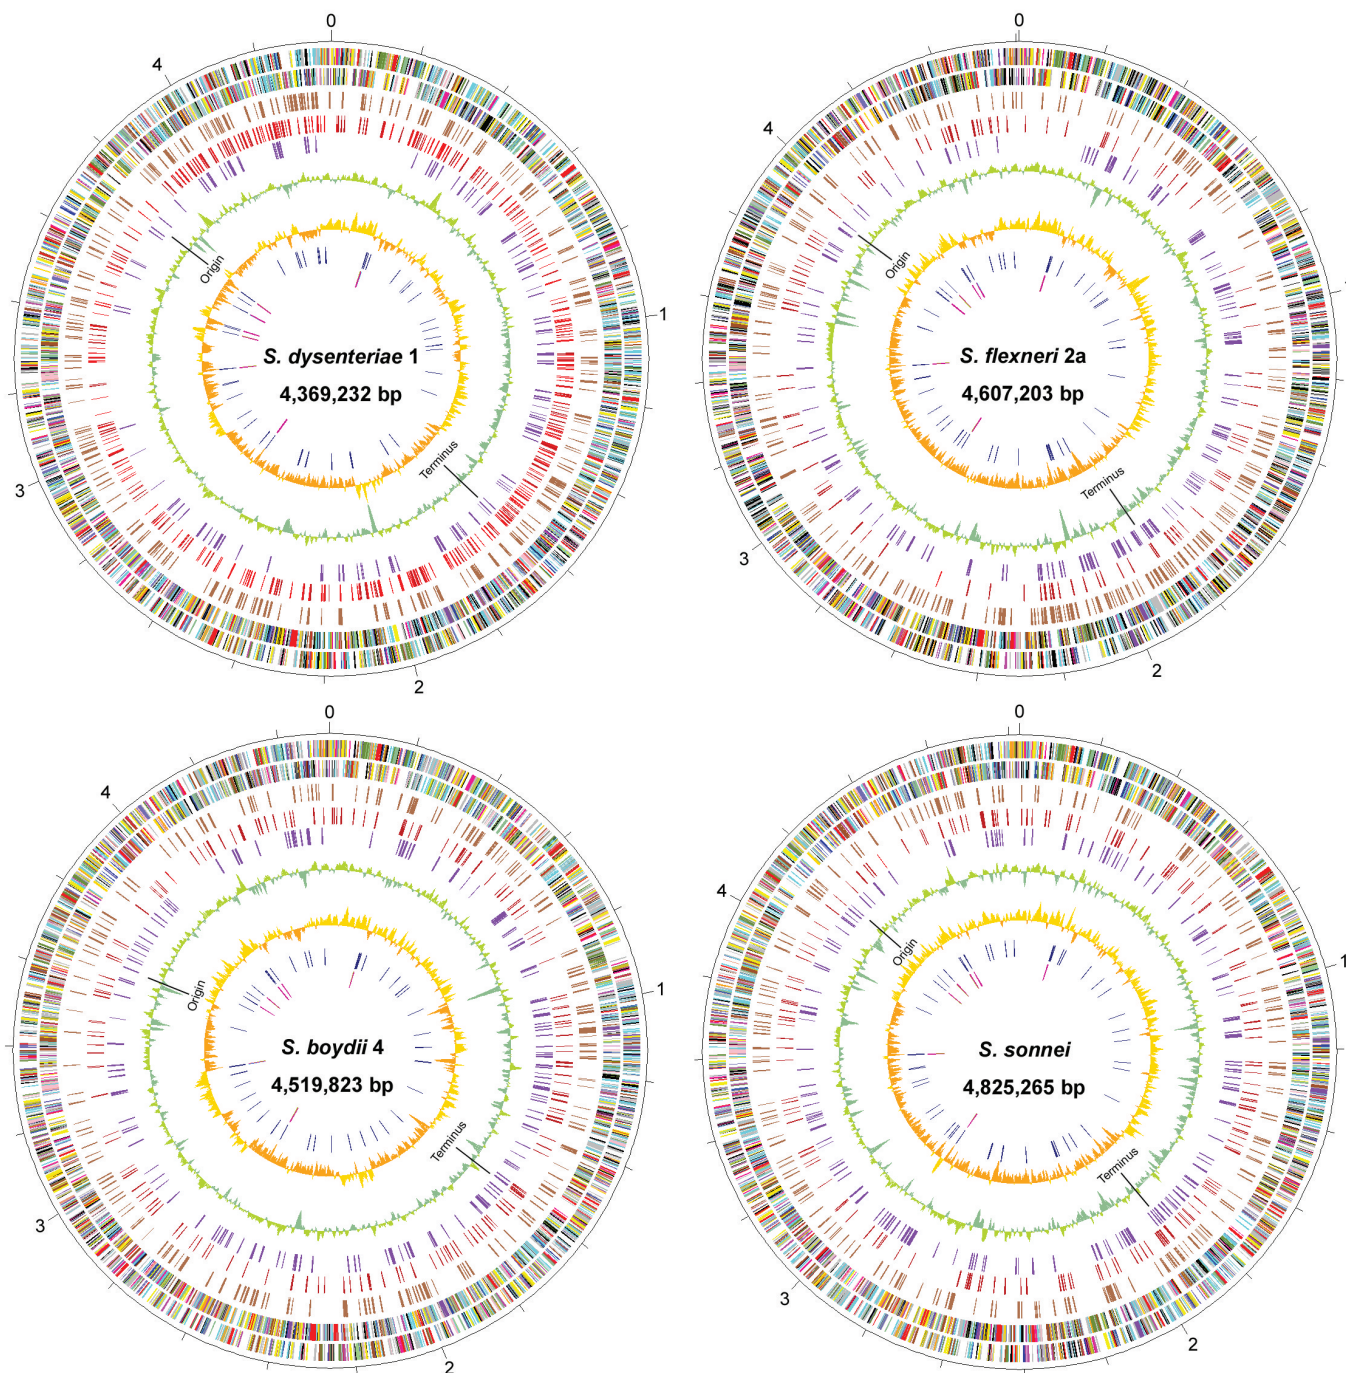 0
4
1
Origin
S. dysenteriae 1
4,369,232 bp
Terminus
3
2
0
4
1
Origin
S. flexneri 2a
4,607,203 bp
Terminus
3
2
0
4
1
Origin
S. boydii 4
4,519,823 bp
Terminus
3
2
0
4
1
Origin
S. sonnei
4,825,265 bp
Terminus
3
2